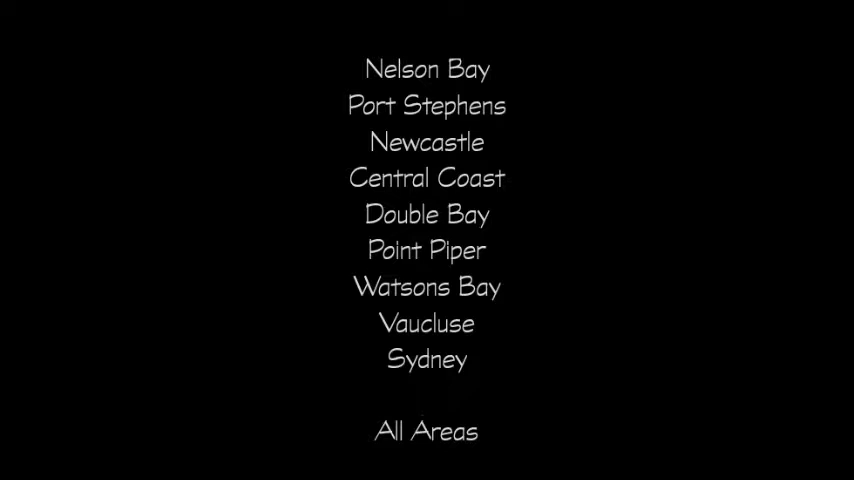 Nelson Bay
Port Stephens
Newcastle
Central Coast
Double Bay
Point Piper
Watsons Bay
Vaucluse
Sydney
All Areas